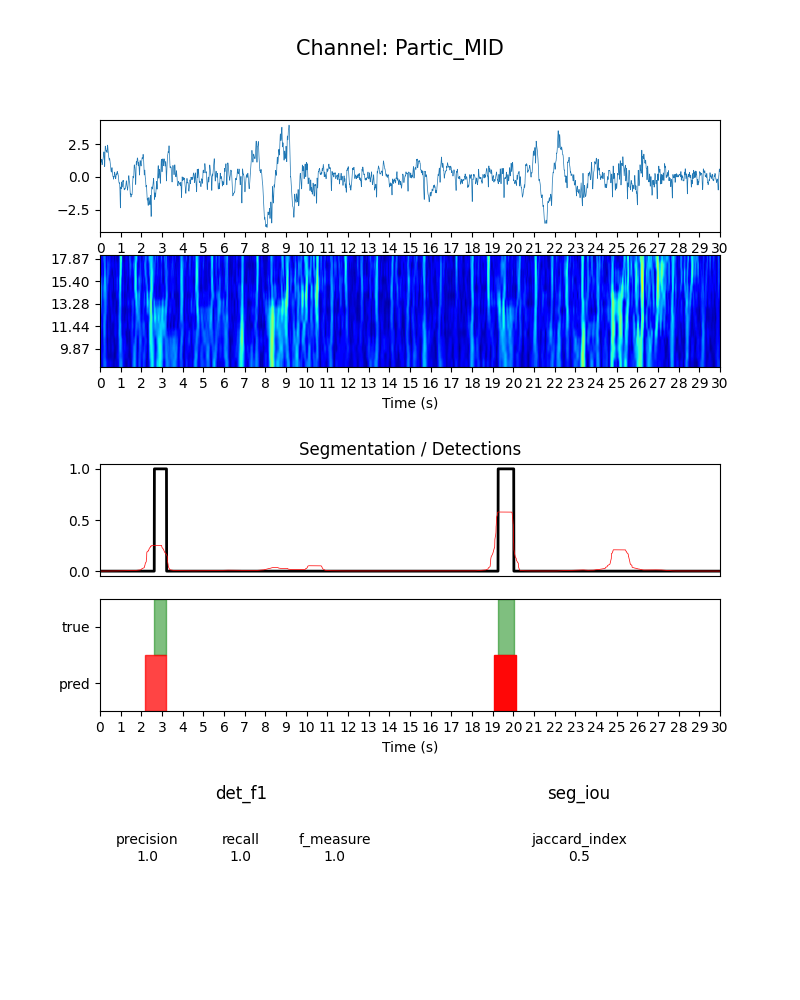 Channel: Partic_MID
2.5
0.0
−2.5
0 1 2 3 4 5 6 7 8 9 10 11 12 13 14 15 16 17 18 19 20 21 22 23 24 25 26 27 28 29 30
17.87
15.40
13.28
11.44
9.87
0 1 2 3 4 5 6 7 8 9 10 11 12 13 14 15 16 17 18 19 20 21 22 23 24 25 26 27 28 29 30
Time (s)
Segmentation / Detections
1.0
0.5
0.0
true
pred
0 1 2 3 4 5 6 7 8 9 10 11 12 13 14 15 16 17 18 19 20 21 22 23 24 25 26 27 28 29 30
Time (s)
det_f1 seg_iou
precision recall f_measure jaccard_index
1.0 1.0 1.0 0.5